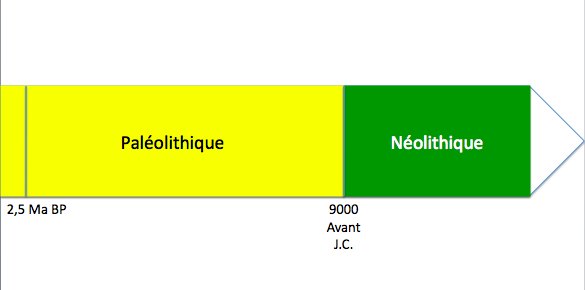 Paléolithique
Néolithique
2,5 Ma BP
9000
Avant
J.C.